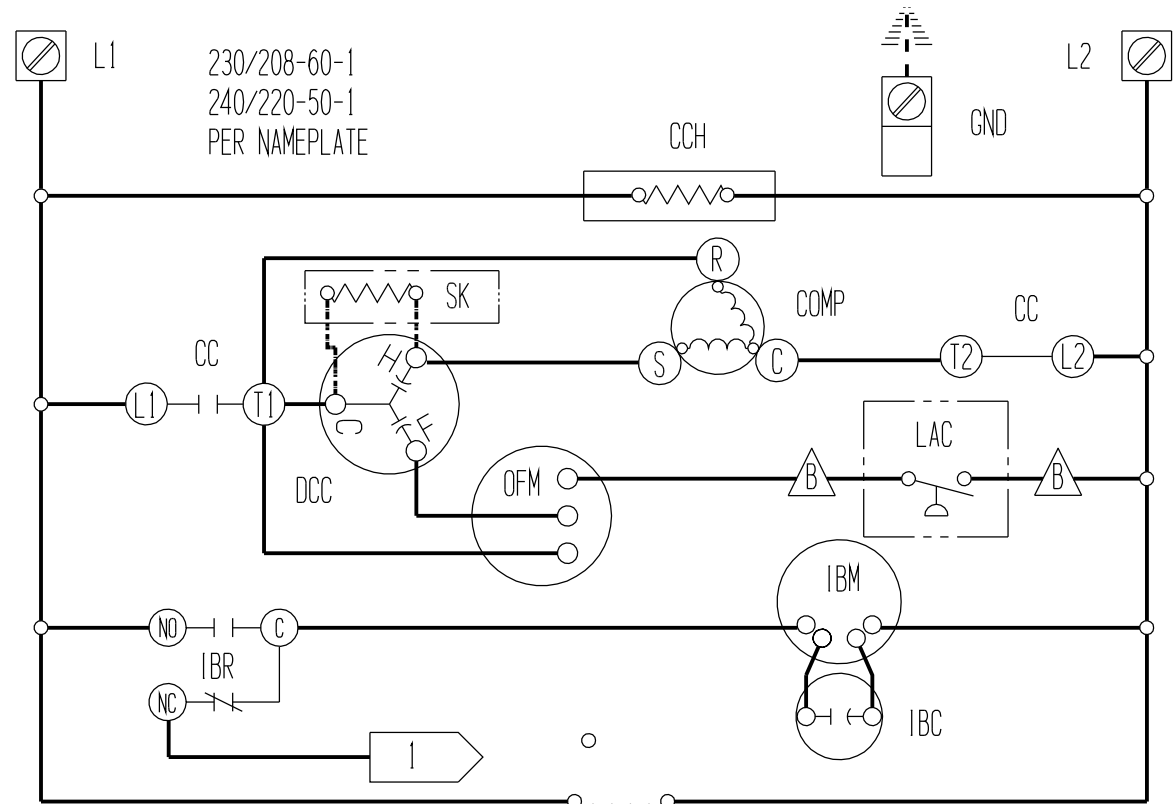 L1
230/208-60-1
240/220-50-1
PER NAMEPLATE
L2
GND
CCH
R
SK
COMP
CC
CC
H
S
C
T2
L2
L1
T1
C
F
LAC
DCC
OFM
B
B
IBM
NO
C
IBR
NC
IBC
1